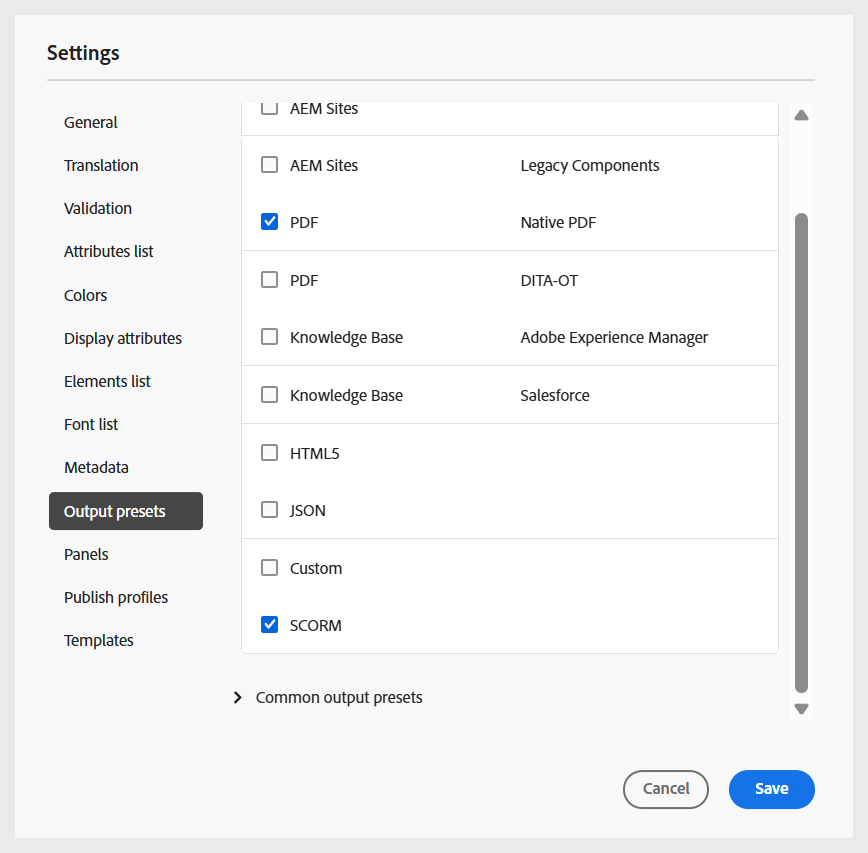 Settings
General
Translation
Validation
Attributes list
Colors
Display attributes
Elements list
Font list
Metadata
Output presets
Panels
Publish profiles
Templates
AEM Sites
AEM Sites Legacy Components
PDF Native PDF
PDF DITA-OT
Knowledge Base Adobe Experience Manager
Knowledge Base Salesforce
HTML5
JSON
Custom
SCORM
Common output presets
Cancel Save